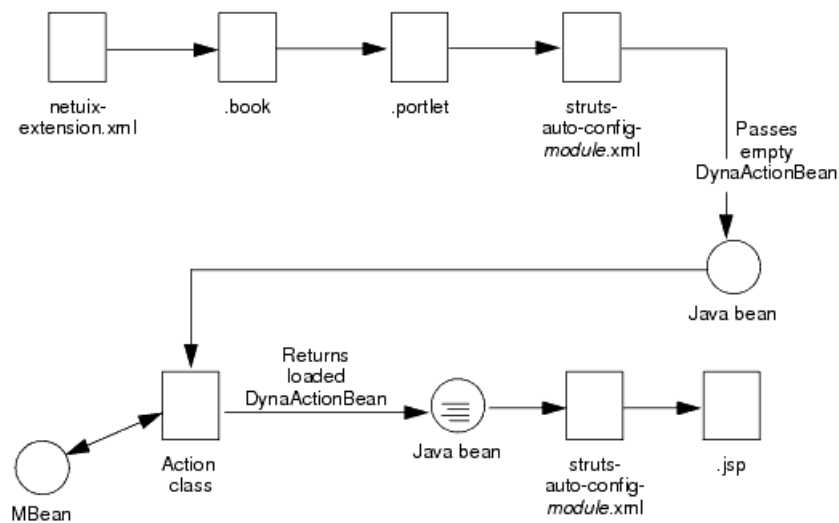 netuix-
extension.xml
.book
.portlet
struts-
auto-config-
module.xml
Passes
empty
DynaActionBean
Java bean
Returns
loaded
DynaActionBean
MBean
Action
class
Java bean
struts-
auto-config-
module.xml
.jsp